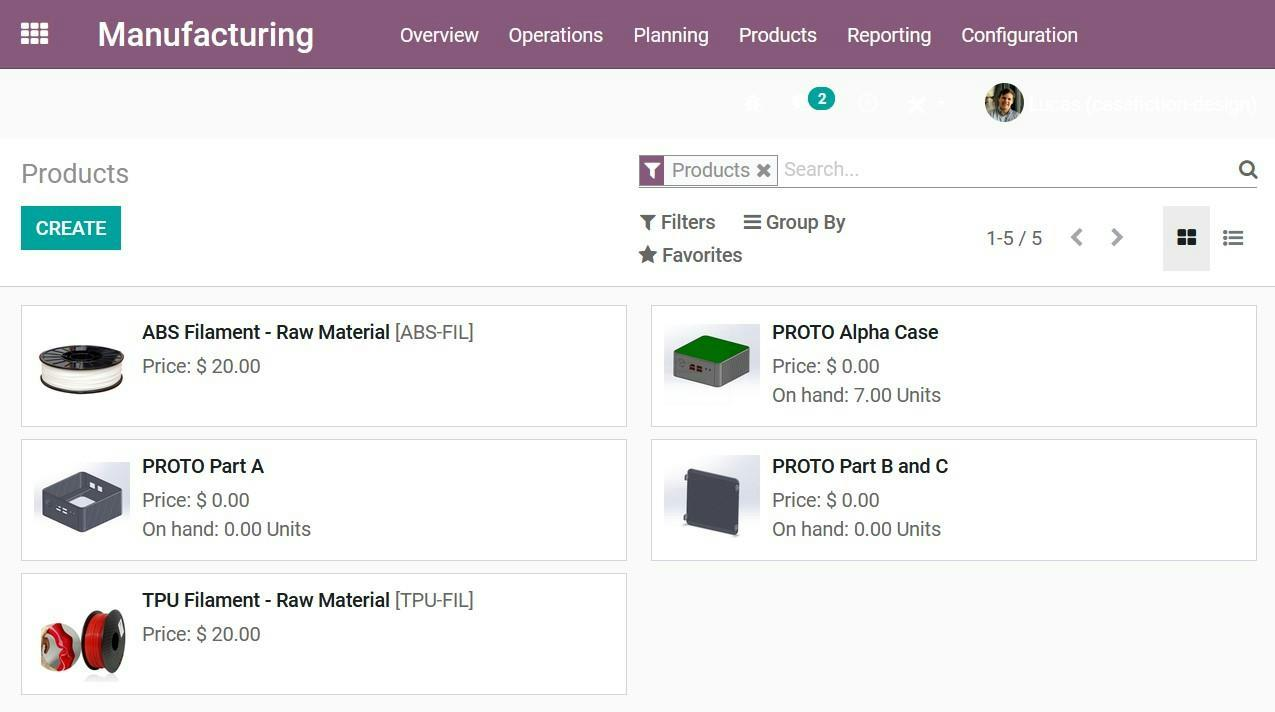 Manufacturing Overview Operations Planning Products Reporting Configuration
2 Lucas (casafiction-design)
Products
Products Search...
CREATE
Filters Group By
Favorites
1-5 / 5
ABS Filament - Raw Material [ABS-FIL]
Price: $ 20.00
PROTO Alpha Case
Price: $ 0.00
On hand: 7.00 Units
PROTO Part A
Price: $ 0.00
On hand: 0.00 Units
PROTO Part B and C
Price: $ 0.00
On hand: 0.00 Units
TPU Filament - Raw Material [TPU-FIL]
Price: $ 20.00